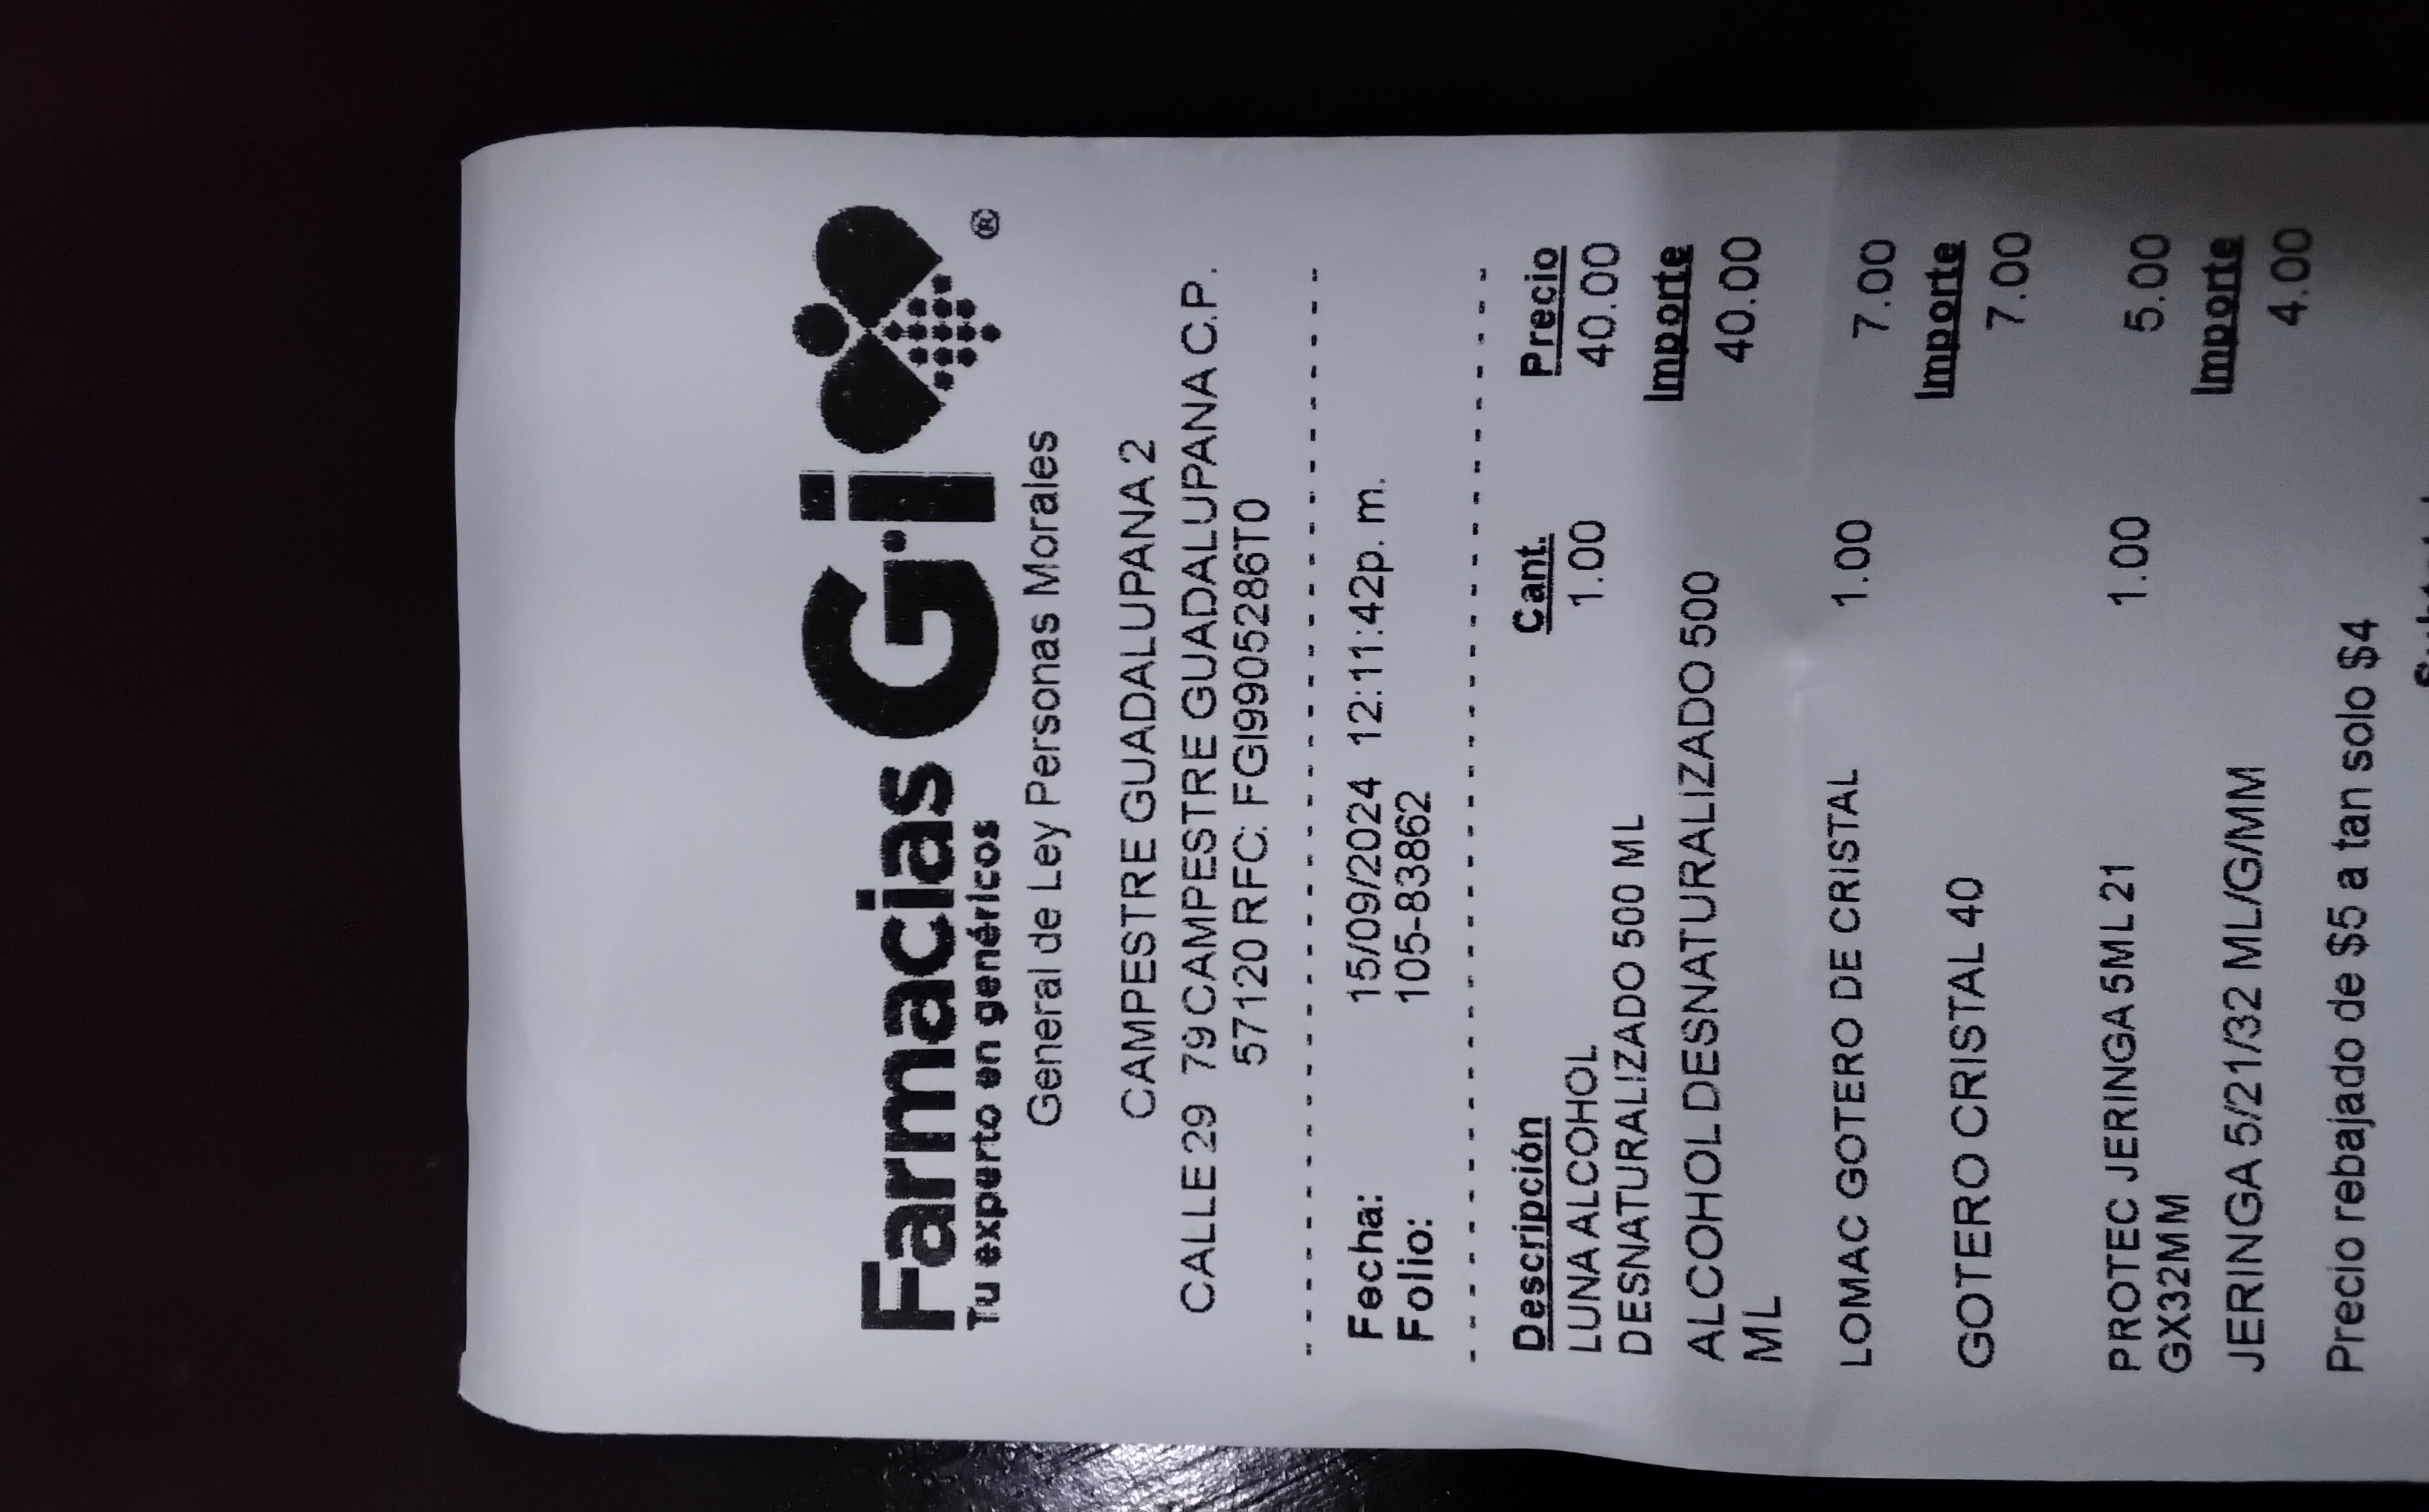 Farmacias G·i ®
Tu experto en genéricos
General de Ley Personas Morales
CAMPESTRE GUADALUPANA 2
CALLE 29 79 CAMPESTRE GUADALUPANA C.P.
57120 RFC: FGI9905286T0
Fecha: 15/09/2024 12:11:42p. m.
Folio: 105-83862
Descripción Cant. Precio
LUNA ALCOHOL 1.00 40.00
DESNATURALIZADO 500 ML
Importe
ALCOHOL DESNATURALIZADO 500 40.00
ML
LOMAC GOTERO DE CRISTAL 1.00 7.00
Importe
GOTERO CRISTAL 40 7.00
PROTEC JERINGA 5ML 21 1.00 5.00
GX32MM
Importe
JERINGA 5/21/32 ML/G/MM 4.00
Precio rebajado de $5 a tan solo $4